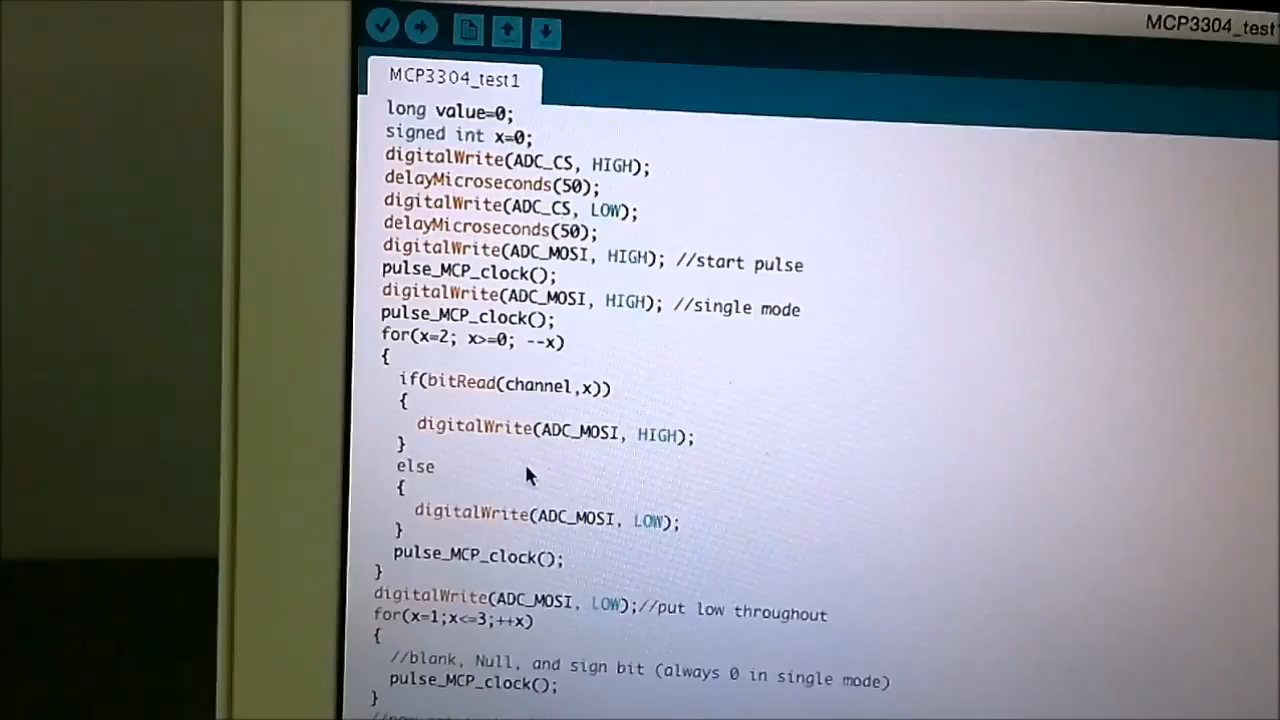 MCP3304_test1
MCP3304_test1
long value=0;
signed int x=0;
digitalWrite(ADC_CS, HIGH);
delayMicroseconds(50);
digitalWrite(ADC_CS, LOW);
delayMicroseconds(50);
digitalWrite(ADC_MOSI, HIGH); //start pulse
pulse_MCP_clock();
digitalWrite(ADC_MOSI, HIGH); //single mode
pulse_MCP_clock();
for(x=2; x>=0; --x)
{
if(bitRead(channel,x))
{
digitalWrite(ADC_MOSI, HIGH);
}
else
{
digitalWrite(ADC_MOSI, LOW);
}
pulse_MCP_clock();
}
digitalWrite(ADC_MOSI, LOW);//put low throughout
for(x=1;x<=3;++x)
{
//blank, Null, and sign bit (always 0 in single mode)
pulse_MCP_clock();
}